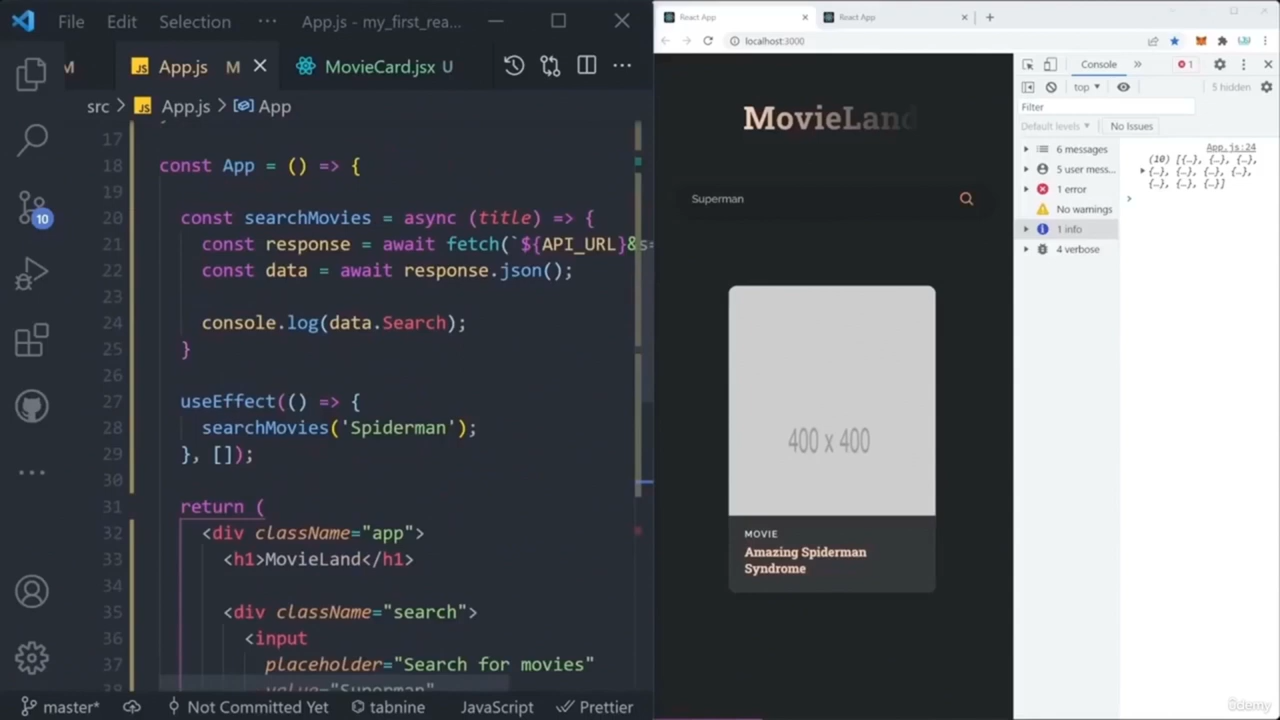 File Edit Selection ··· App.js - my_first_rea...
M App.js M MovieCard.jsx U ···
src > App.js > App
17
18 const App = () => {
19
20 const searchMovies = async (title) => {
21 const response = await fetch(`${API_URL}&s=
22 const data = await response.json();
23
24 console.log(data.Search);
25 }
26
27 useEffect(() => {
28 searchMovies('Spiderman');
29 }, []);
30
31 return (
32 <div className="app">
33 <h1>MovieLand</h1>
34
35 <div className="search">
36 <input
37 placeholder="Search for movies"
38 value="Superman"
10
master* Not Committed Yet tabnine JavaScript Prettier
React App
React App
localhost:3000
MovieLand
Superman
400 x 400
MOVIE
Amazing Spiderman
Syndrome
Console » 1
top 5 hidden
Filter
Default levels No Issues
6 messages
5 user mess...
1 error
No warnings
1 info
4 verbose
App.js:24
(10) [{…}, {…}, {…},
{…}, {…}, {…}, {…},
{…}, {…}, {…}]
ûdemy